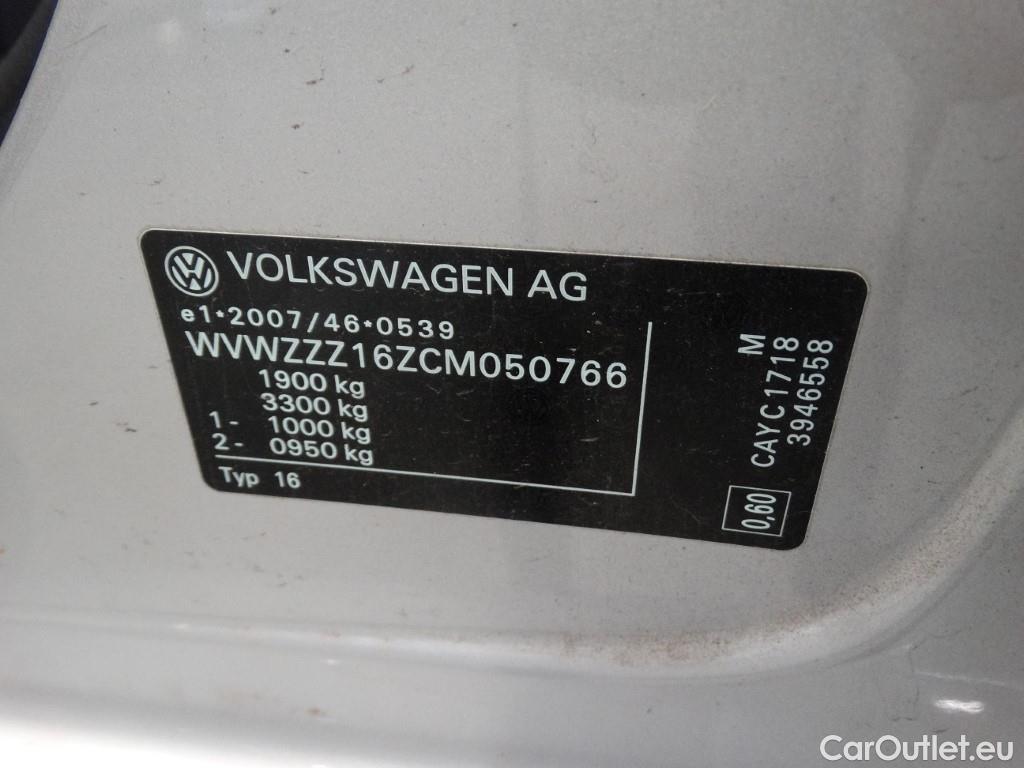 VOLKSWAGEN AG
e1*2007/46*0539
WVWZZZ16ZCM050766
1900 kg
3300 kg
1- 1000 kg
2- 0950 kg
Typ 16
M
CAYC1718
3946558
0,60
CarOutlet.eu